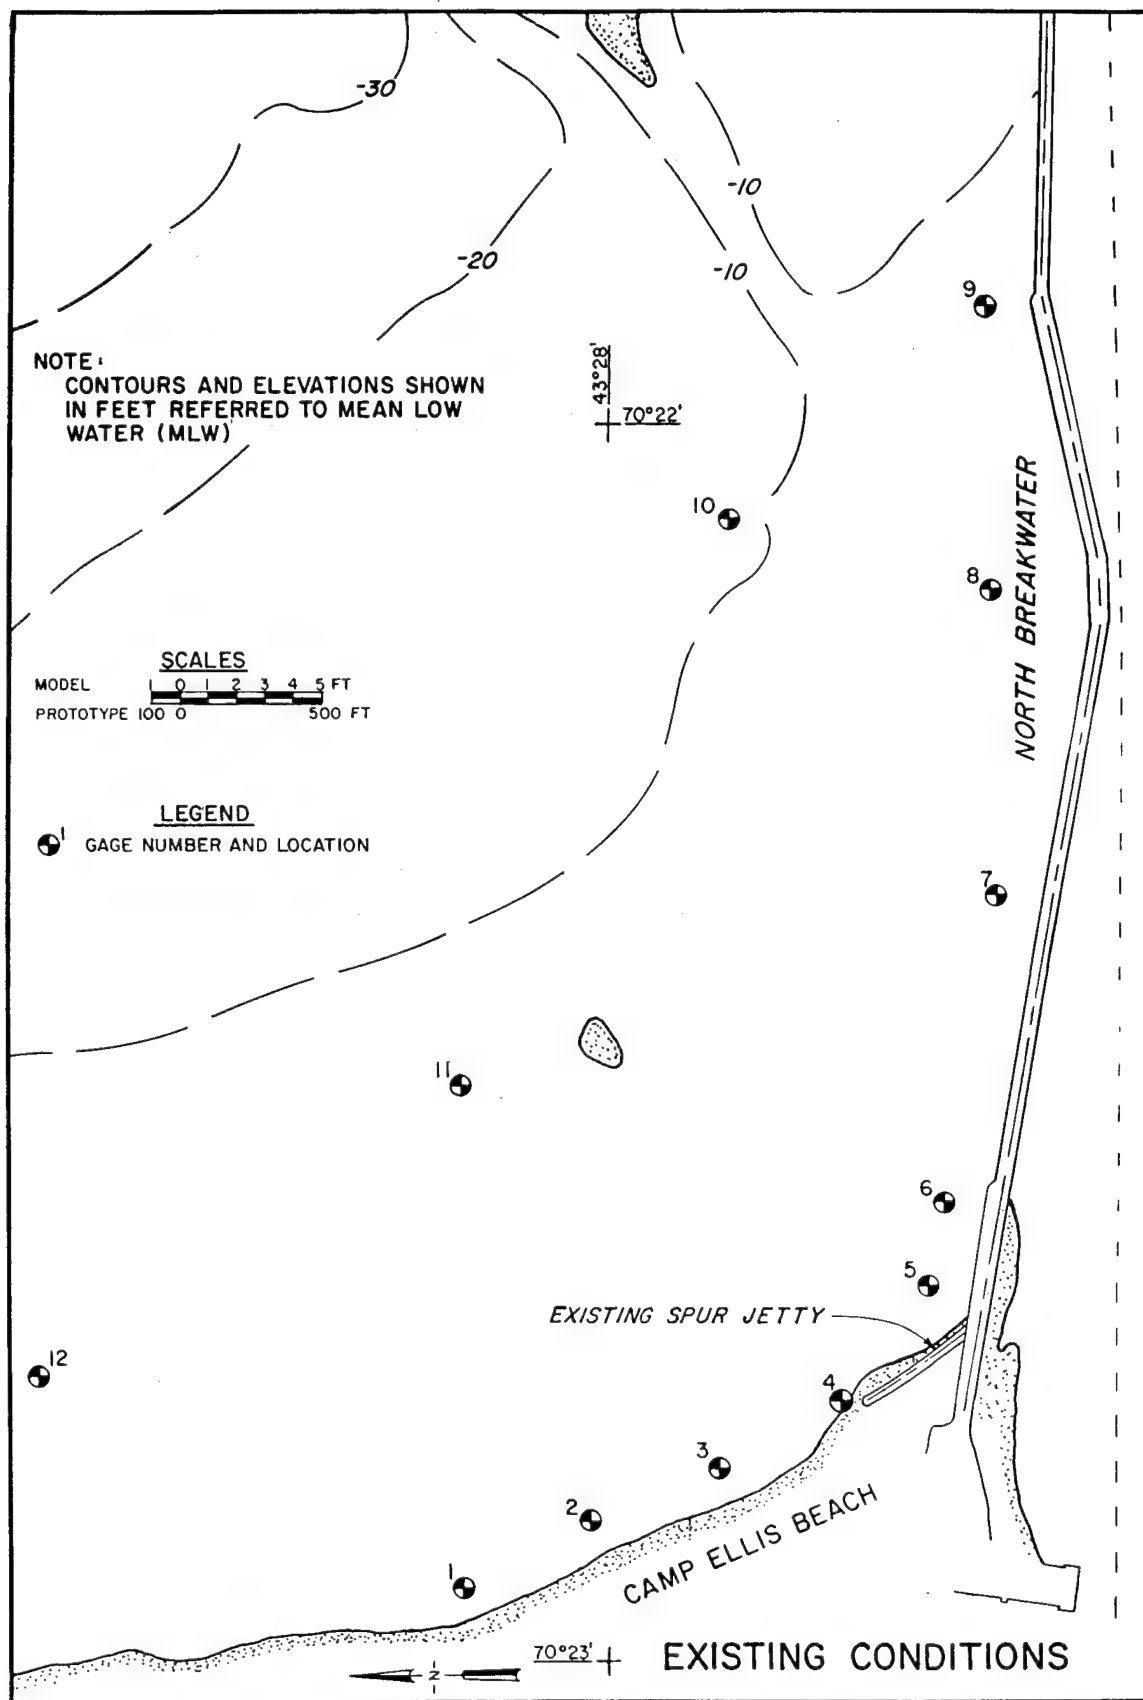 -30
-10
-20
-10
9
NOTE:
CONTOURS AND ELEVATIONS SHOWN
IN FEET REFERRED TO MEAN LOW
WATER (MLW)
43°28'
70°22'
10
8
NORTH BREAKWATER
SCALES
MODEL 1 0 1 2 3 4 5 FT
PROTOTYPE 100 0 500 FT
LEGEND
1 GAGE NUMBER AND LOCATION
7
11
6
5
EXISTING SPUR JETTY
12
4
3
2
CAMP ELLIS BEACH
1
70°23'
N
EXISTING CONDITIONS